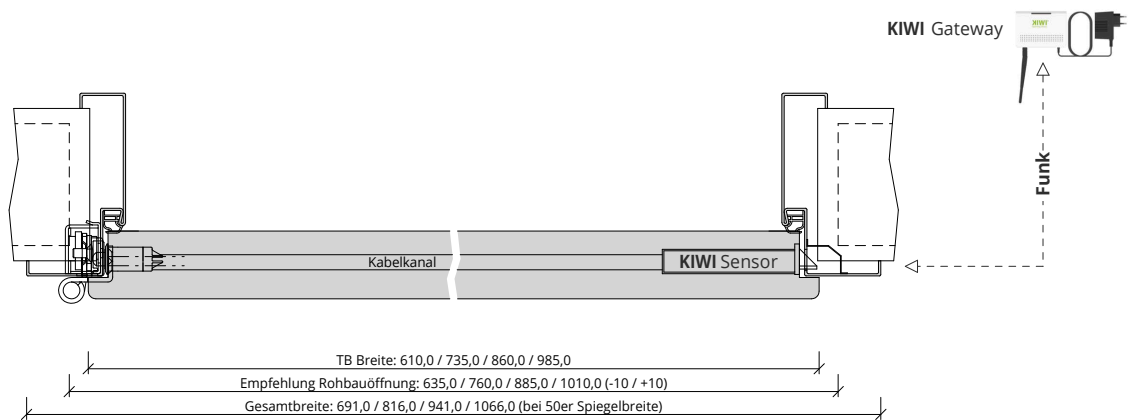 KIWI Gateway
KIWI
Funk
Kabelkanal
KIWI Sensor
TB Breite: 610,0 / 735,0 / 860,0 / 985,0
Empfehlung Rohbauöffnung: 635,0 / 760,0 / 885,0 / 1010,0 (-10 / +10)
Gesamtbreite: 691,0 / 816,0 / 941,0 / 1066,0 (bei 50er Spiegelbreite)